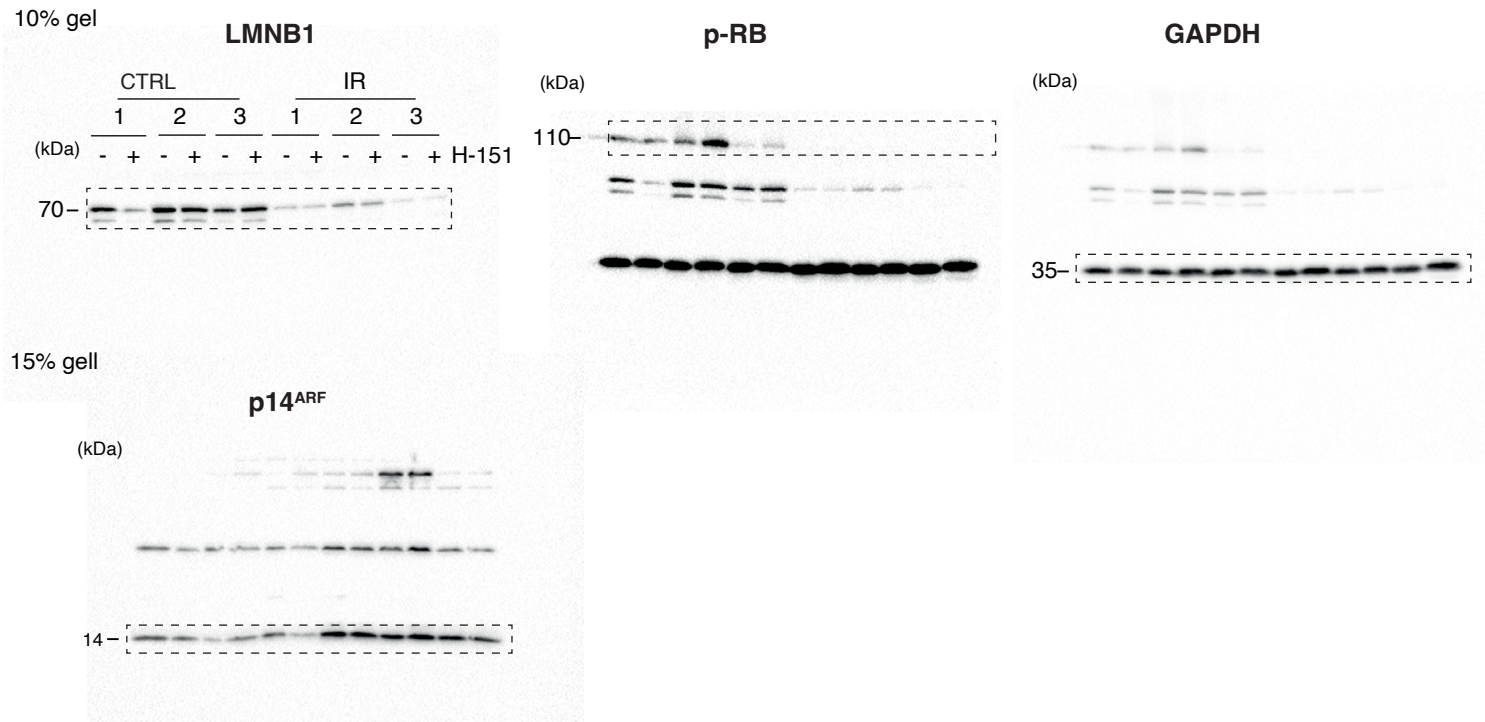 10% gel
LMNB1
CTRL IR
1 2 3 1 2 3
(kDa) - + - + - + - + - + - + H-151
70
p-RB
(kDa)
110
GAPDH
(kDa)
35
15% gell
p14ARF
(kDa)
14